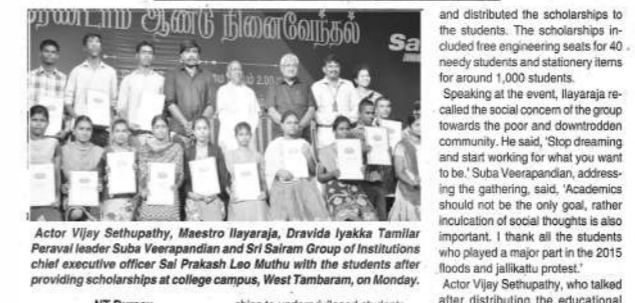 ரண்டாம் ஆண்டு நினைவேந்தல்
Sa
Actor Vijay Sethupathy, Maestro Ilayaraja, Dravida Iyakka Tamilar
Peravai leader Suba Veerapandian and Sri Sairam Group of Institutions
chief executive officer Sai Prakash Leo Muthu with the students after
providing scholarships at college campus, West Tambaram, on Monday.
and distributed the scholarships to
the students. The scholarships in-
cluded free engineering seats for 40
needy students and stationery items
for around 1,000 students.
Speaking at the event, Ilayaraja re-
called the social concern of the group
towards the poor and downtrodden
community. He said, 'Stop dreaming
and start working for what you want
to be.' Suba Veerapandian, address-
ing the gathering, said, 'Academics
should not be the only goal, rather
inculcation of social thoughts is also
important. I thank all the students
who played a major part in the 2015
floods and jallikattu protest.'
Actor Vijay Sethupathy, who talked
after distributing the educational